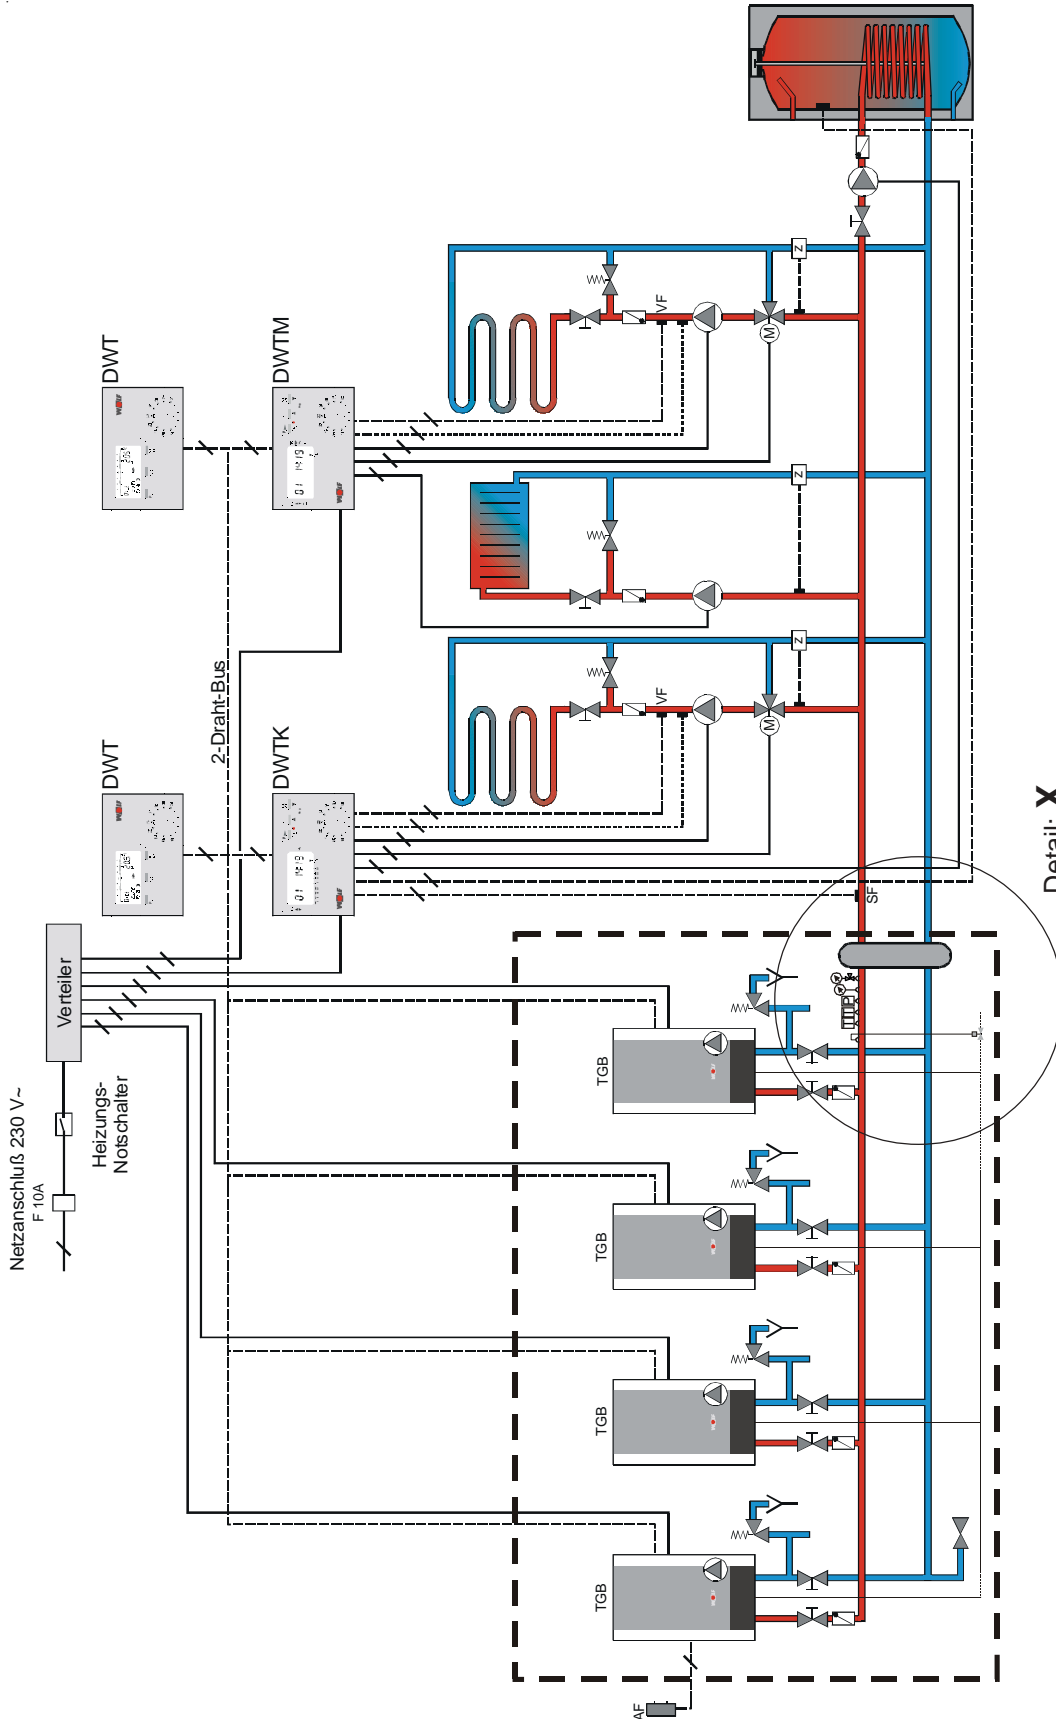 Netzanschluß 230 V~
F 10A
Heizungs-
Notschalter
Verteiler
2-Draht-Bus
DWT
DWT
DWTK
DWTM
VF
VF
M
M
Z
Z
Z
SF
TGB
TGB
TGB
TGB
AF
Detail: X